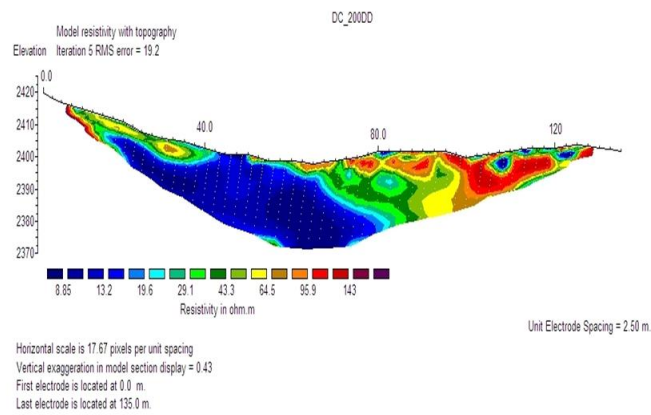 DC_200DD
Model resistivity with topography
Elevation Iteration 5 RMS error = 19.2
0.0
2420
2410
40.0
80.0
120
2400
2390
2380
2370
8.85 13.2 19.6 29.1 43.3 64.5 95.9 143
Resistivity in ohm.m
Unit Electrode Spacing = 2.50 m.
Horizontal scale is 17.67 pixels per unit spacing
Vertical exaggeration in model section display = 0.43
First electrode is located at 0.0 m.
Last electrode is located at 135.0 m.